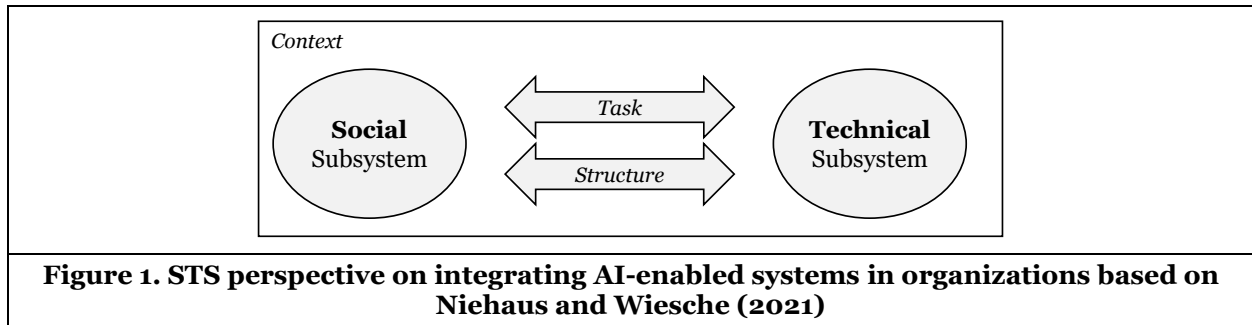 Context
Social
Subsystem
Task
Structure
Technical
Subsystem
Figure 1. STS perspective on integrating AI-enabled systems in organizations based on
Niehaus and Wiesche (2021)